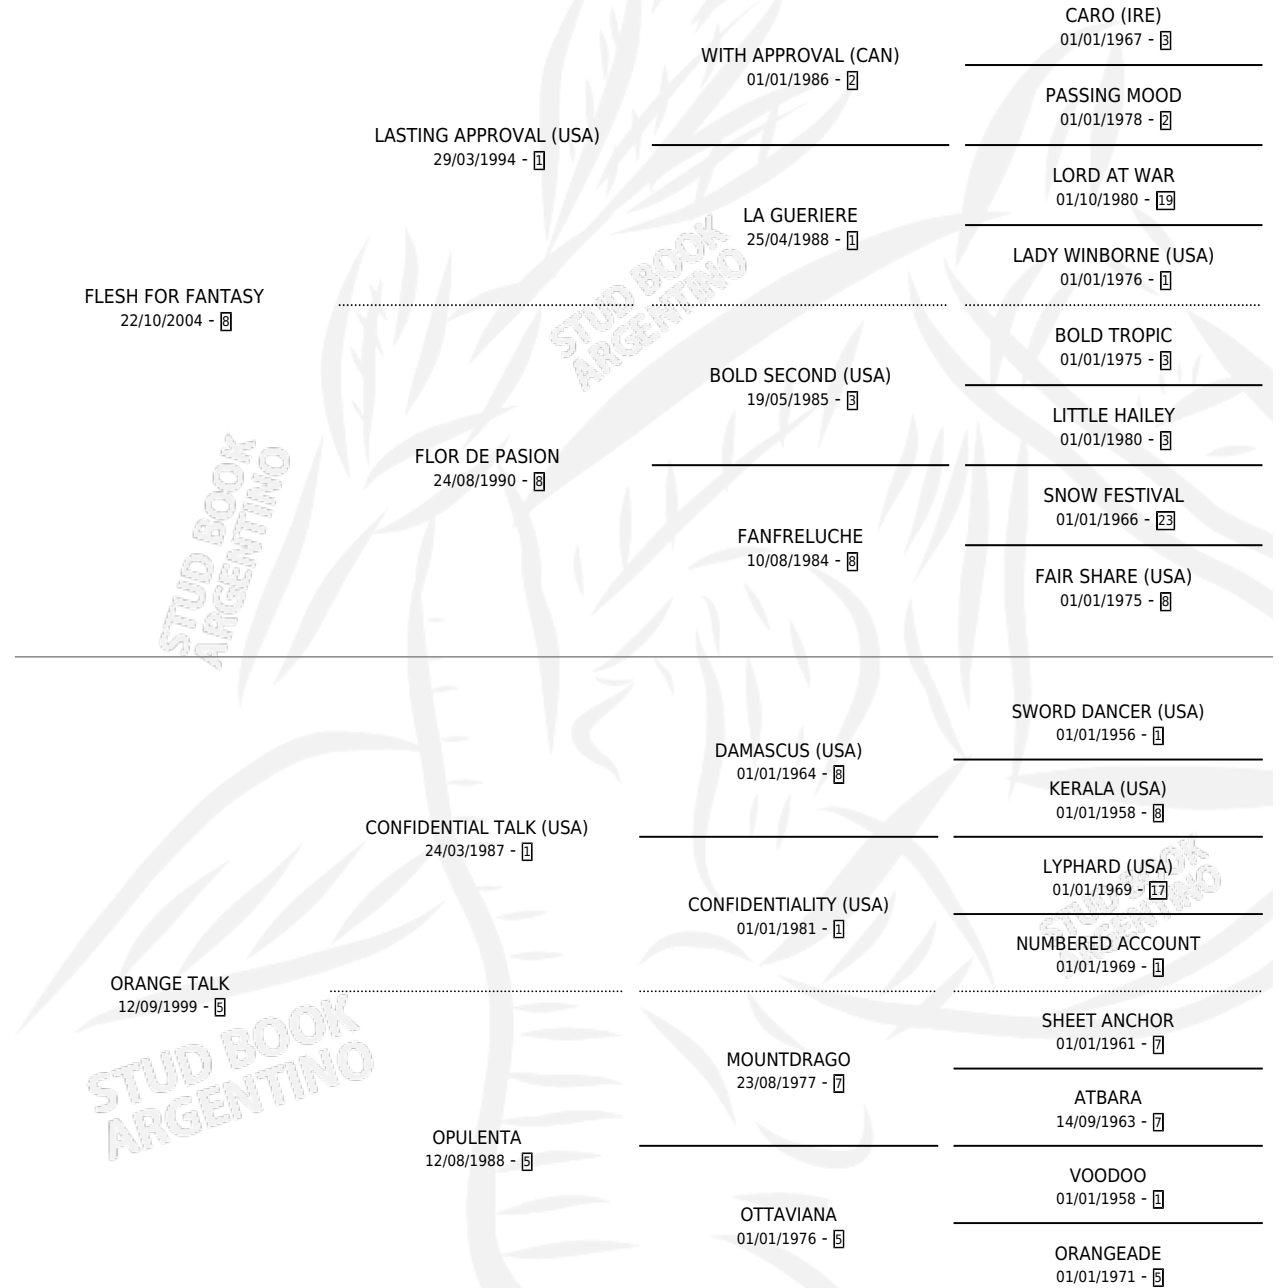 CARO (IRE)
01/01/1967 - 3
WITH APPROVAL (CAN)
01/01/1986 - 2
PASSING MOOD
01/01/1978 - 2
LASTING APPROVAL (USA)
29/03/1994 - 1
LORD AT WAR
01/10/1980 - 19
LA GUERIERE
25/04/1988 - 1
LADY WINBORNE (USA)
01/01/1976 - 1
FLESH FOR FANTASY
22/10/2004 - 8
BOLD TROPIC
01/01/1975 - 3
BOLD SECOND (USA)
19/05/1985 - 3
LITTLE HAILEY
01/01/1980 - 3
FLOR DE PASION
24/08/1990 - 8
SNOW FESTIVAL
01/01/1966 - 23
FANFRELUCHE
10/08/1984 - 8
FAIR SHARE (USA)
01/01/1975 - 8
STUD BOOK
ARGENTINO
STUD BOOK
ARGENTINO
SWORD DANCER (USA)
01/01/1956 - 1
DAMASCUS (USA)
01/01/1964 - 8
KERALA (USA)
01/01/1958 - 8
CONFIDENTIAL TALK (USA)
24/03/1987 - 1
LYPHARD (USA)
01/01/1969 - 17
CONFIDENTIALITY (USA)
01/01/1981 - 1
NUMBERED ACCOUNT
01/01/1969 - 1
ORANGE TALK
12/09/1999 - 5
SHEET ANCHOR
01/01/1961 - 7
MOUNTDRAGO
23/08/1977 - 7
ATBARA
14/09/1963 - 7
OPULENTA
12/08/1988 - 5
VOODOO
01/01/1958 - 1
OTTAVIANA
01/01/1976 - 5
ORANGEADE
01/01/1971 - 5
STUD BOOK
ARGENTINO
STUD BOOK
ARGENTINO